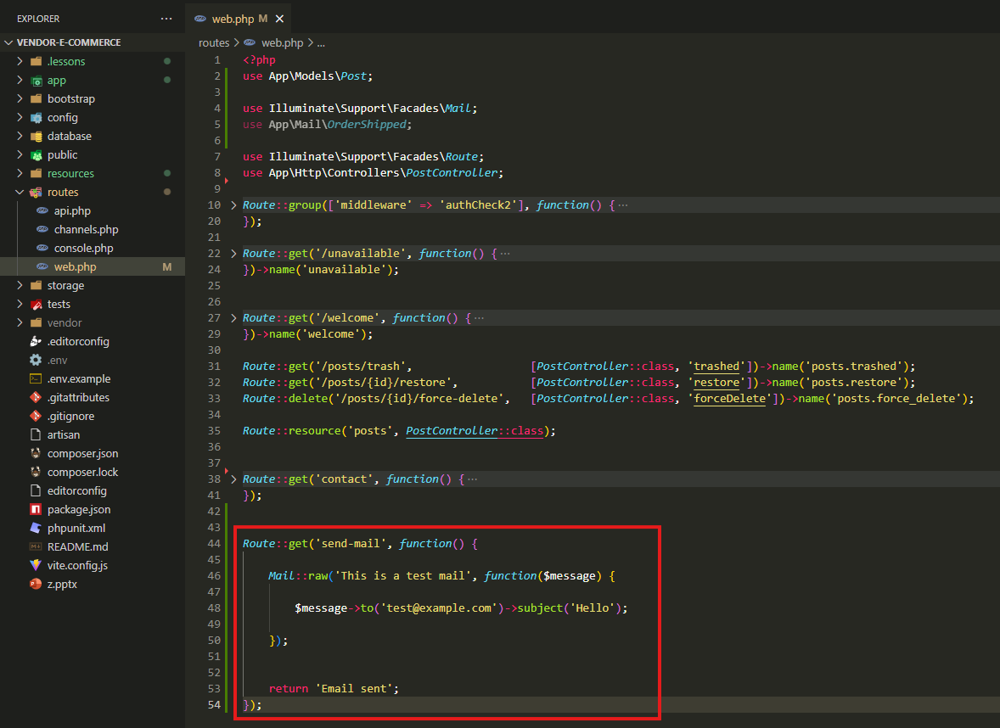 EXPLORER ···
VENDOR-E-COMMERCE
.lessons
app
bootstrap
config
database
public
resources
routes
api.php
channels.php
console.php
web.php M
storage
tests
vendor
.editorconfig
.env
.env.example
.gitattributes
.gitignore
artisan
composer.json
composer.lock
editorconfig
package.json
phpunit.xml
README.md
vite.config.js
z.pptx
web.php M
routes > web.php > ...
1 <?php
2 use App\Models\Post;
3
4 use Illuminate\Support\Facades\Mail;
5 use App\Mail\OrderShipped;
6
7 use Illuminate\Support\Facades\Route;
8 use App\Http\Controllers\PostController;
9
10 Route::group(['middleware' => 'authCheck2'], function() { ···
20 });
21
22 Route::get('/unavailable', function() { ···
24 })->name('unavailable');
25
26
27 Route::get('/welcome', function() { ···
29 })->name('welcome');
30
31 Route::get('/posts/trash', [PostController::class, 'trashed'])->name('posts.trashed');
32 Route::get('/posts/{id}/restore', [PostController::class, 'restore'])->name('posts.restore');
33 Route::delete('/posts/{id}/force-delete', [PostController::class, 'forceDelete'])->name('posts.force_delete');
34
35 Route::resource('posts', PostController::class);
36
37
38 Route::get('contact', function() { ···
41 });
42
43
44 Route::get('send-mail', function() {
45
46 Mail::raw('This is a test mail', function($message) {
47
48 $message->to('test@example.com')->subject('Hello');
49
50 });
51
52
53 return 'Email sent';
54 });